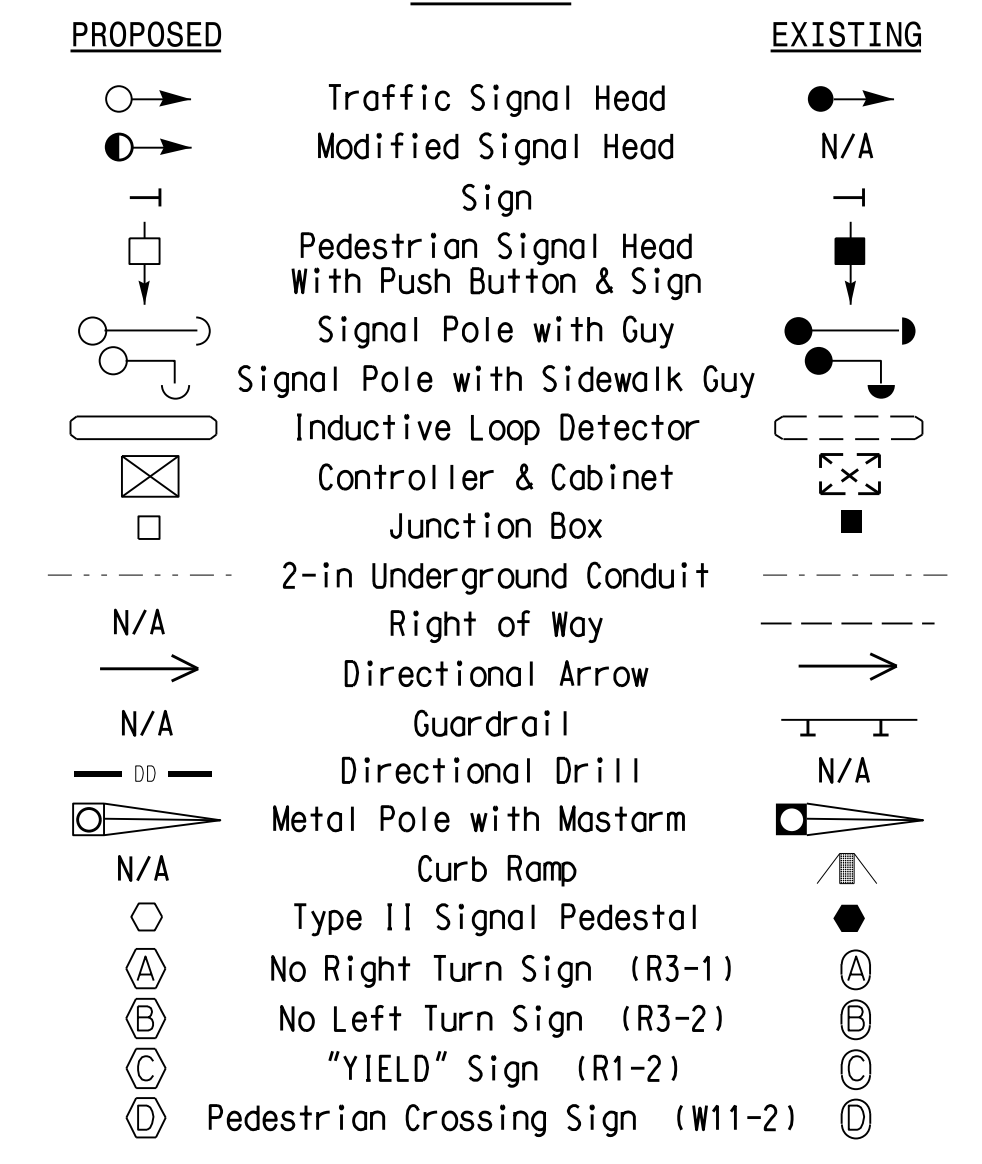 PROPOSED EXISTING
Traffic Signal Head
Modified Signal Head N/A
Sign
Pedestrian Signal Head
With Push Button & Sign
Signal Pole with Guy
Signal Pole with Sidewalk Guy
Inductive Loop Detector
Controller & Cabinet
Junction Box
2-in Underground Conduit
N/A Right of Way
Directional Arrow
N/A Guardrail
DD Directional Drill N/A
Metal Pole with Mastarm
N/A Curb Ramp
Type II Signal Pedestal
A No Right Turn Sign (R3-1) A
B No Left Turn Sign (R3-2) B
C "YIELD" Sign (R1-2) C
D Pedestrian Crossing Sign (W11-2) D